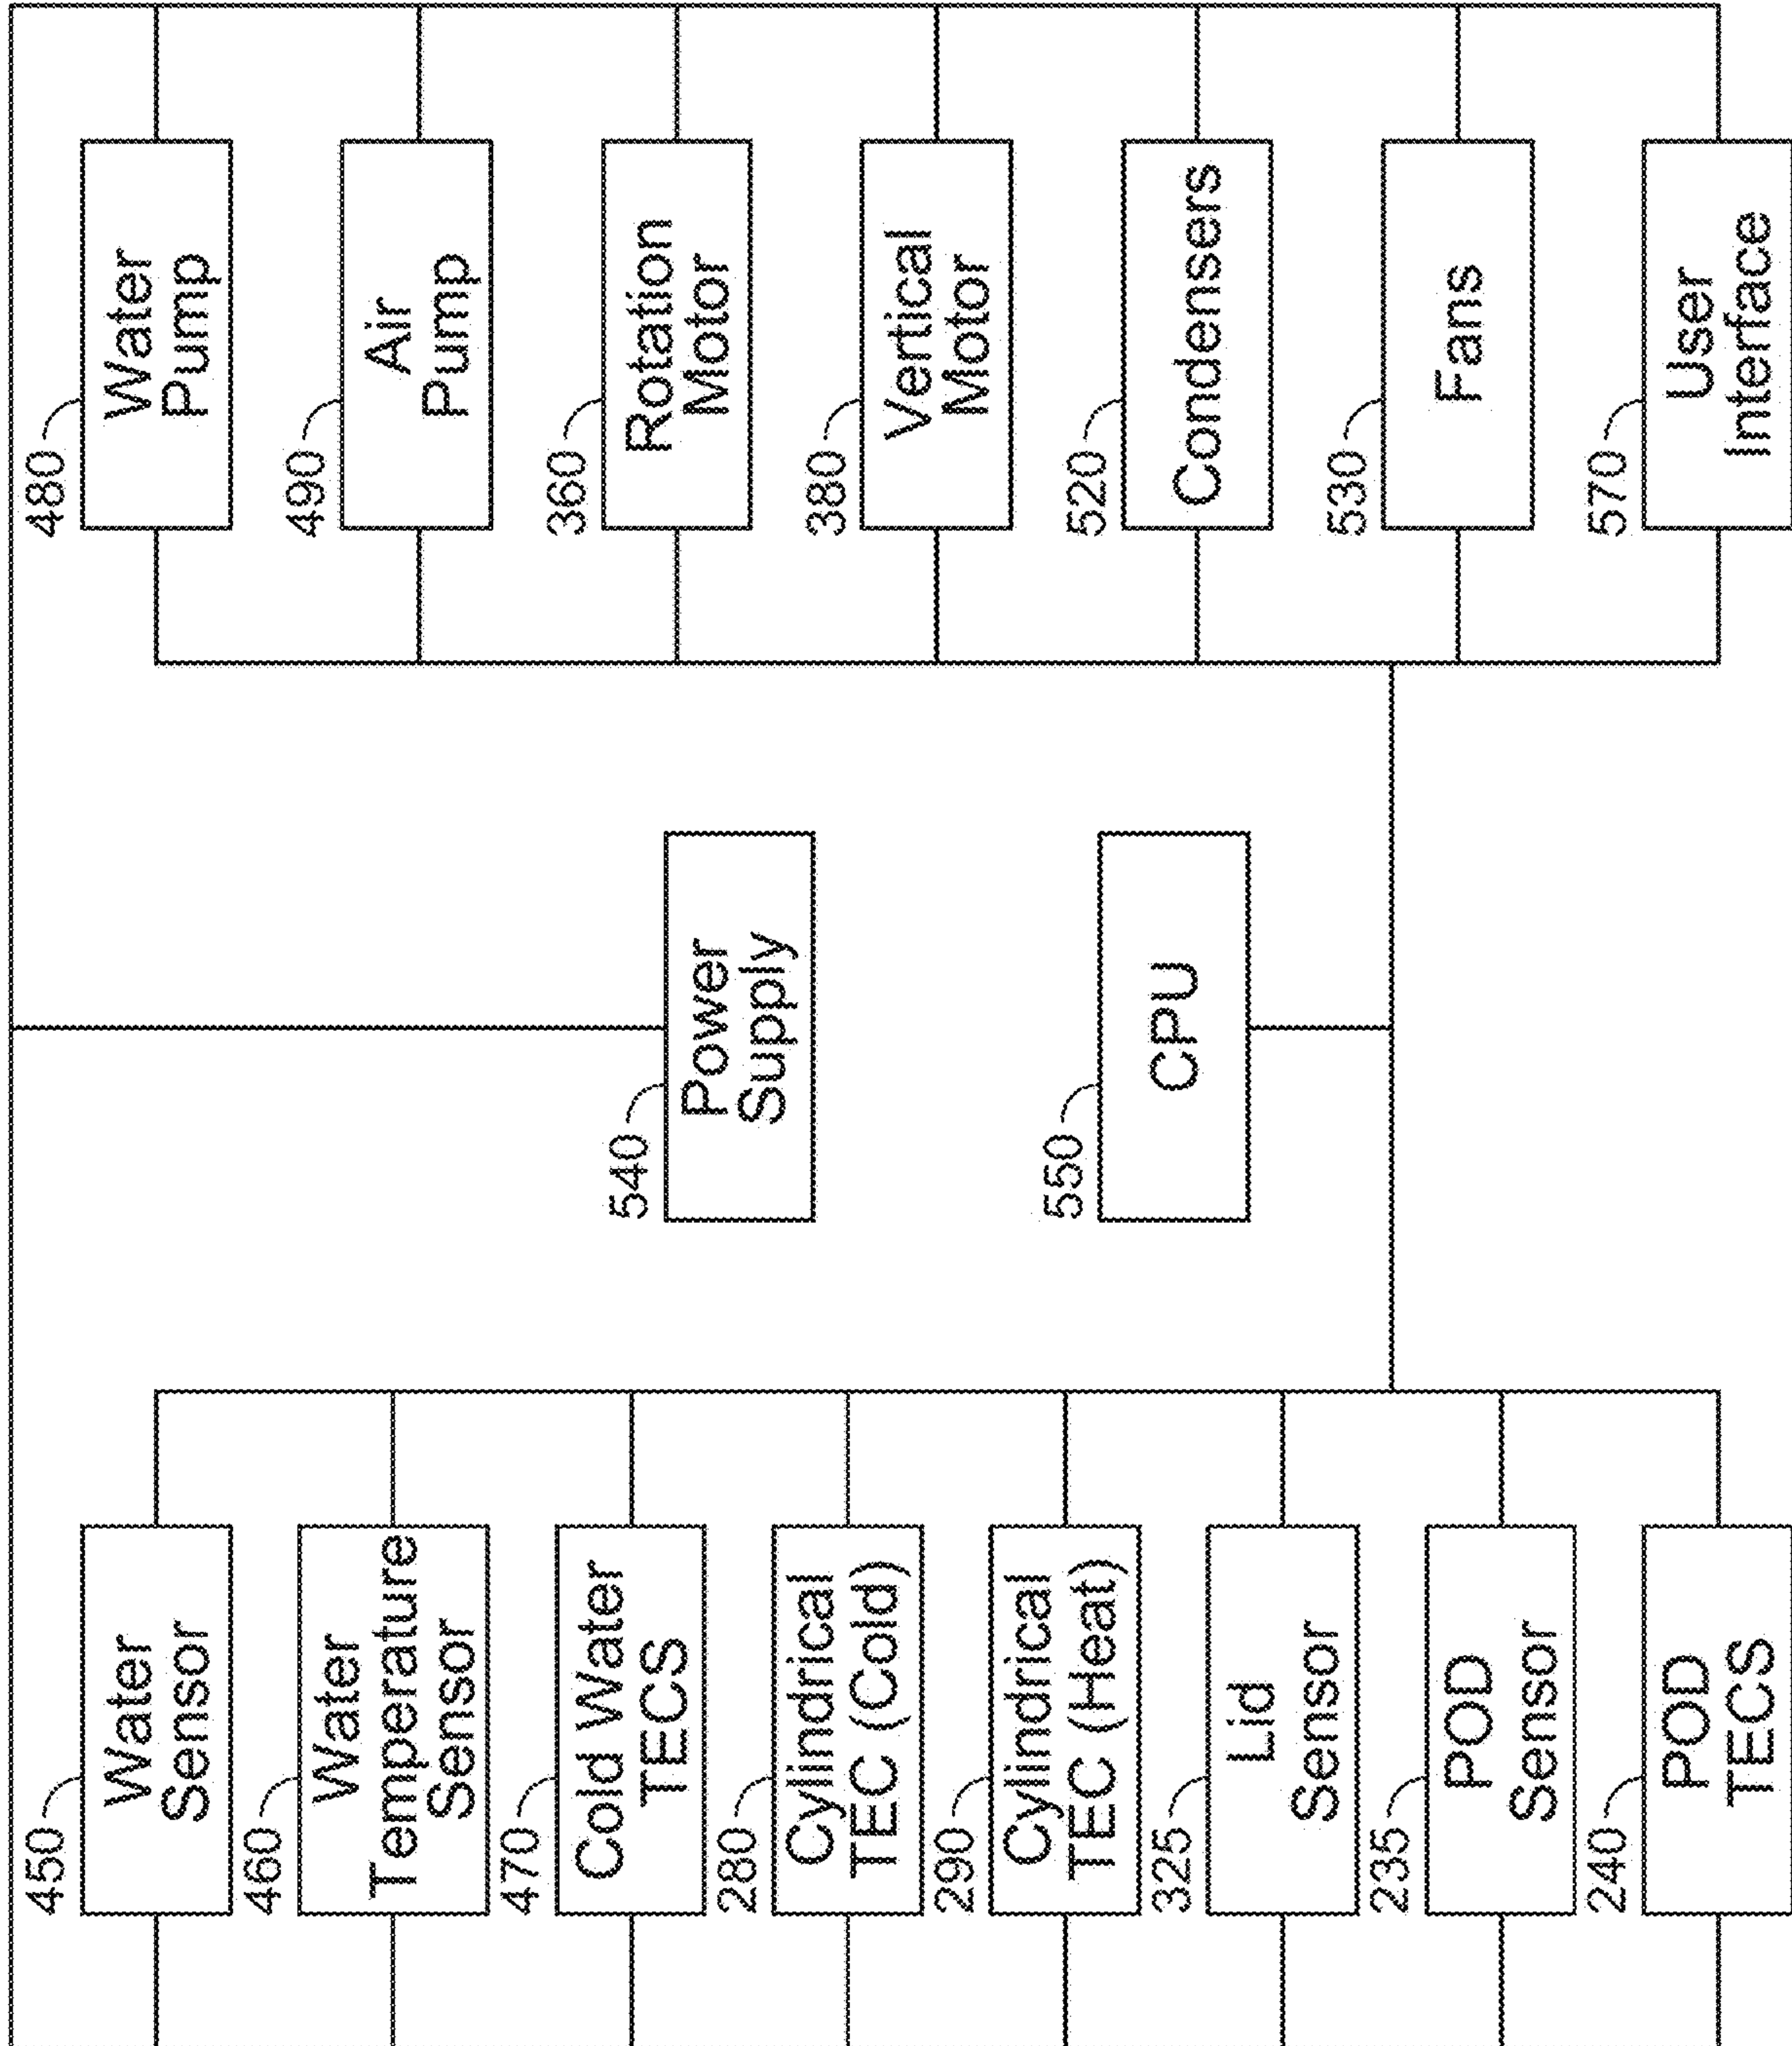 450
Water
Sensor
460
Water
Temperature
Sensor
470
Cold Water
TECS
280
Cylindrical
TEC (Cold)
290
Cylindrical
TEC (Heat)
325
Lid
Sensor
235
POD
Sensor
240
POD
TECS
540
Power
Supply
550
CPU
480
Water
Pump
490
Air
Pump
360
Rotation
Motor
380
Vertical
Motor
520
Condensers
530
Fans
570
User
Interface